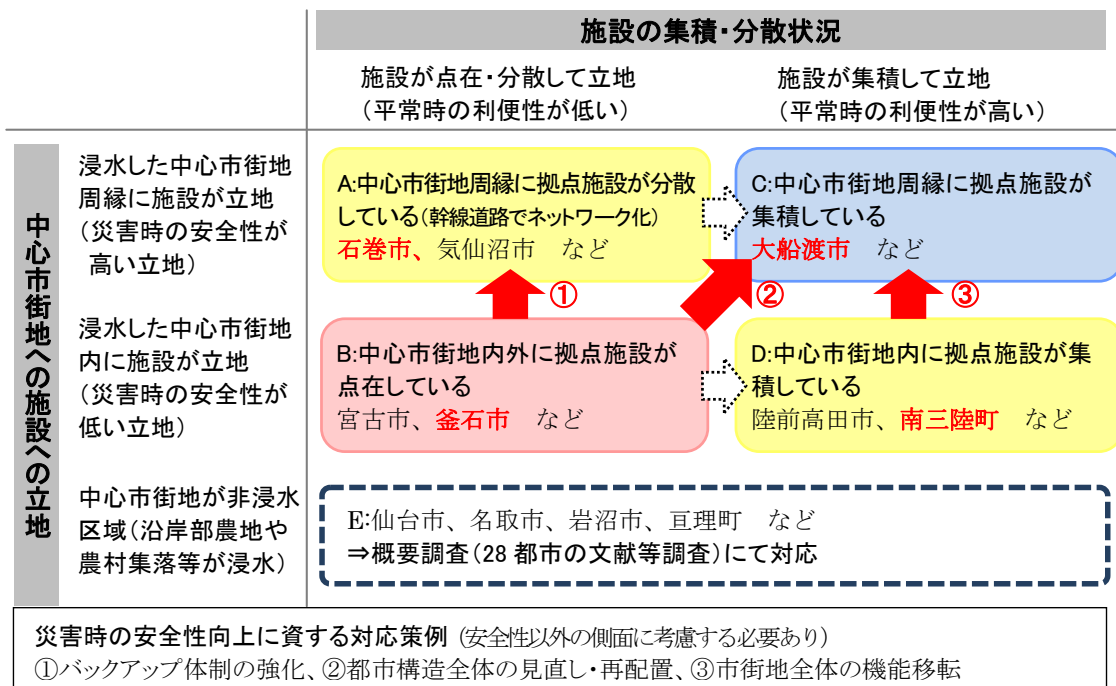 施設の集積・分散状況
施設が点在・分散して立地
（平常時の利便性が低い）
施設が集積して立地
（平常時の利便性が高い）
中心市街地への施設への立地
浸水した中心市街地
周縁に施設が立地
（災害時の安全性が
高い立地）
A:中心市街地周縁に拠点施設が分散
している（幹線道路でネットワーク化）
石巻市、気仙沼市　など
C:中心市街地周縁に拠点施設が
集積している
大船渡市　など
①
②
③
浸水した中心市街地
内に施設が立地
（災害時の安全性が
低い立地）
B:中心市街地内外に拠点施設が
点在している
宮古市、釜石市　など
D:中心市街地内に拠点施設が集
積している
陸前高田市、南三陸町　など
中心市街地が非浸水
区域（沿岸部農地や
農村集落等が浸水）
E:仙台市、名取市、岩沼市、亘理町　など
⇒概要調査（28 都市の文献等調査）にて対応
災害時の安全性向上に資する対応策例（安全性以外の側面に考慮する必要あり）
①バックアップ体制の強化、②都市構造全体の見直し・再配置、③市街地全体の機能移転